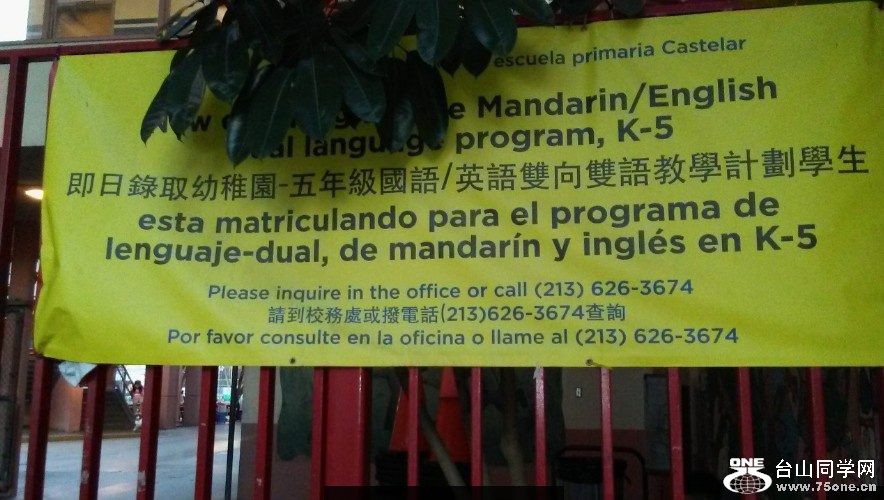 escuela primaria Castelar
Mandarin/English
language program, K-5
即日錄取幼稚園-五年級國語/英語雙向雙語教學計劃學生
esta matriculando para el programa de
lenguaje-dual, de mandarín y inglés en K-5
Please inquire in the office or call (213) 626-3674
請到校務處或撥電話(213)626-3674查詢
Por favor consulte en la oficina o llame al (213) 626-3674
ONE 台山同学网
www.75one.cn